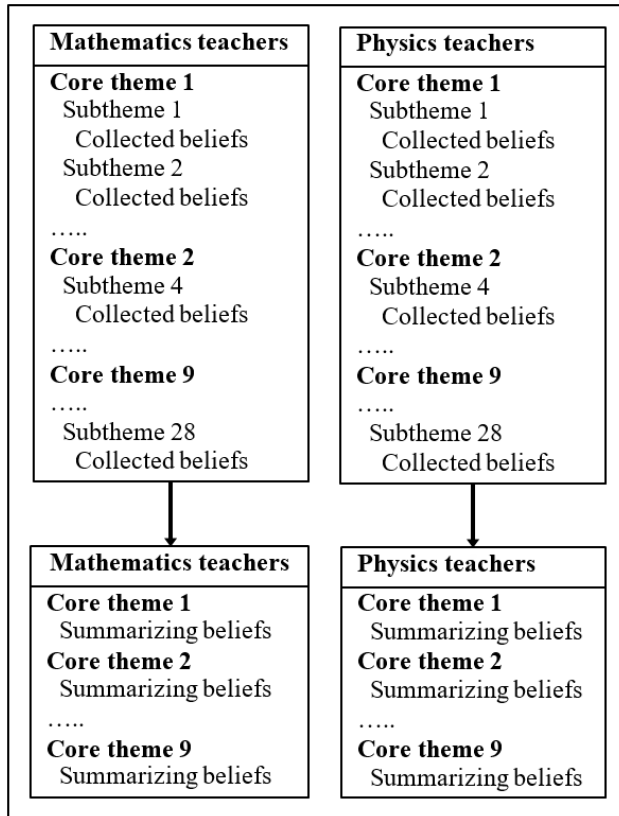 Mathematics teachers
Core theme 1
Subtheme 1
Collected beliefs
Subtheme 2
Collected beliefs
…..
Core theme 2
Subtheme 4
Collected beliefs
…..
Core theme 9
…..
Subtheme 28
Collected beliefs
Physics teachers
Core theme 1
Subtheme 1
Collected beliefs
Subtheme 2
Collected beliefs
…..
Core theme 2
Subtheme 4
Collected beliefs
…..
Core theme 9
…..
Subtheme 28
Collected beliefs
Mathematics teachers
Core theme 1
Summarizing beliefs
Core theme 2
Summarizing beliefs
…..
Core theme 9
Summarizing beliefs
Physics teachers
Core theme 1
Summarizing beliefs
Core theme 2
Summarizing beliefs
…..
Core theme 9
Summarizing beliefs